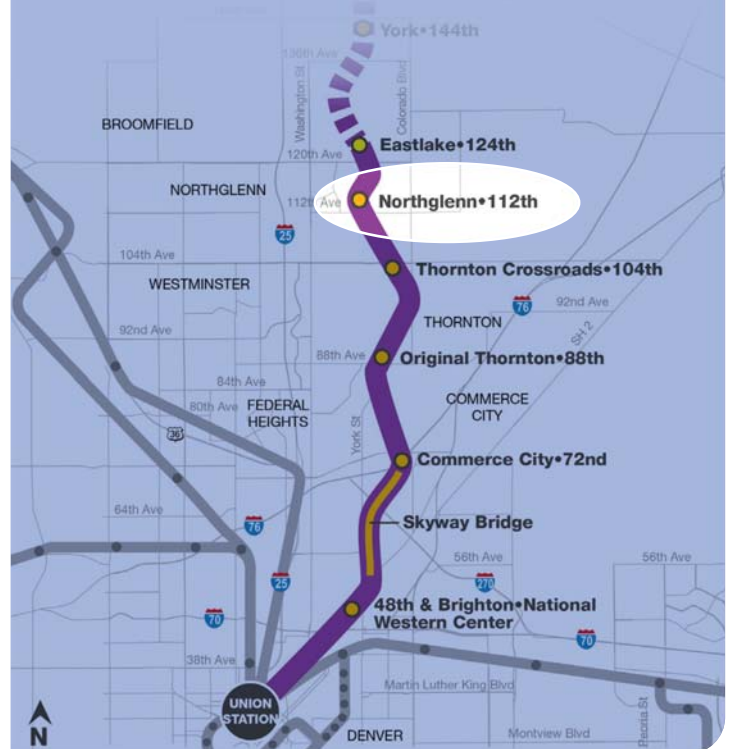 York•144th
136th Ave
Washington St
Colorado Blvd
BROOMFIELD
Eastlake•124th
120th Ave
NORTHGLENN
112th Ave
Northglenn•112th
25
104th Ave
Thornton Crossroads•104th
WESTMINSTER
76
92nd Ave
THORNTON
SH 2
92nd Ave
88th Ave
Original Thornton•88th
84th Ave
80th Ave
FEDERAL
HEIGHTS
COMMERCE
CITY
36
York St
Commerce City•72nd
64th Ave
76
Skyway Bridge
56th Ave
56th Ave
25
270
70
48th & Brighton•National
Western Center
70
38th Ave
Martin Luther King Blvd
UNION
STATION
Peoria St
N
DENVER
Montview Blvd